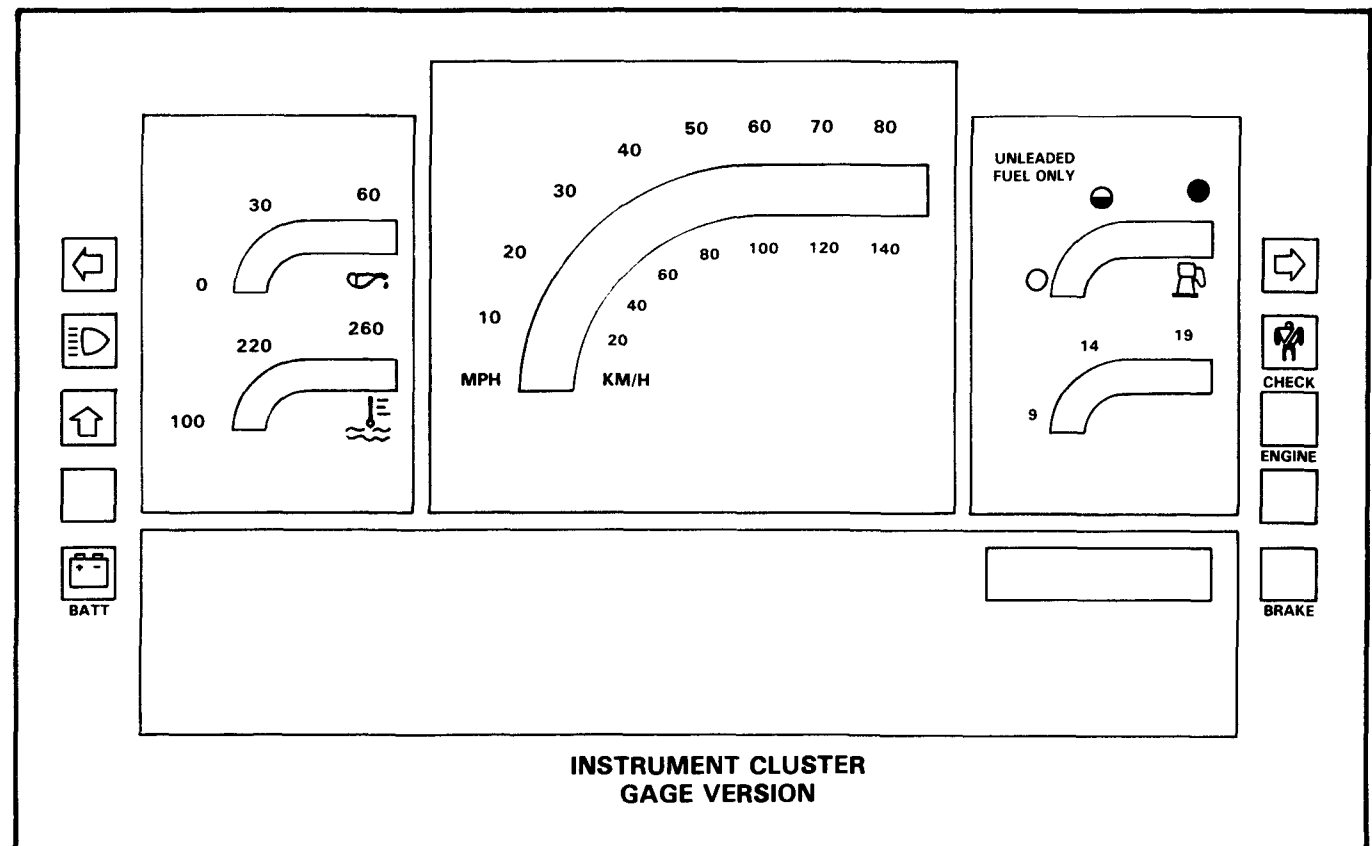 30 60
0
220 260
100
BATT
50 60 70 80
40
30
20
10
MPH
80 100 120 140
60
40
20
KM/H
UNLEADED
FUEL ONLY
14 19
9
CHECK
ENGINE
BRAKE
INSTRUMENT CLUSTER
GAGE VERSION